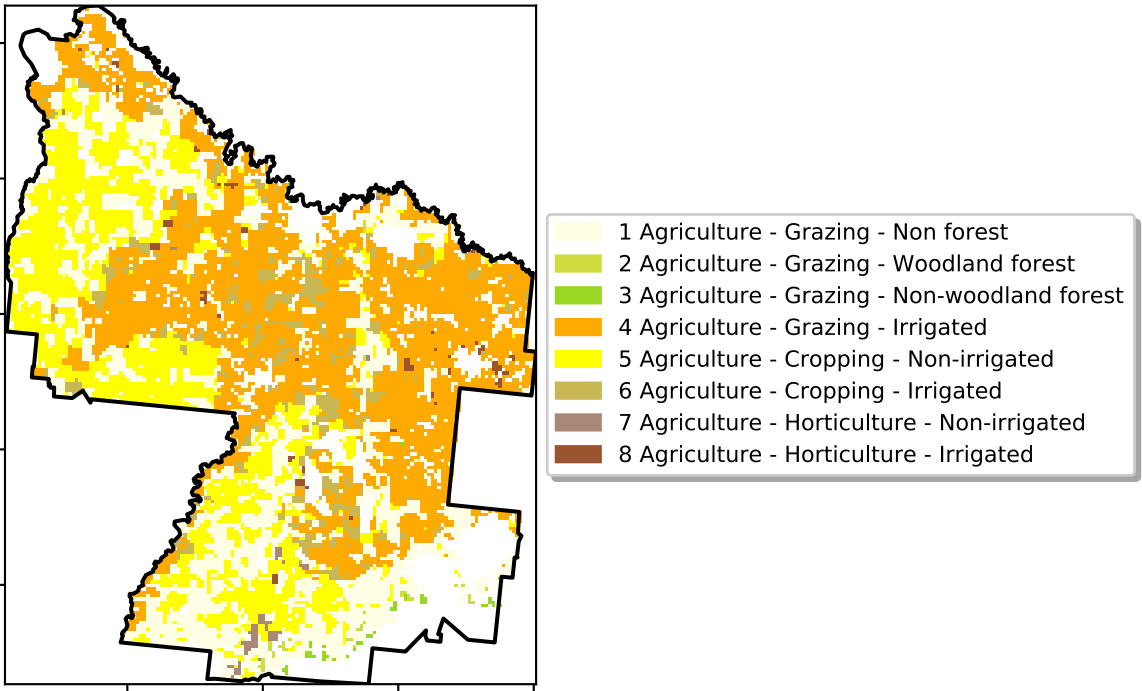 1 Agriculture - Grazing - Non forest
2 Agriculture - Grazing - Woodland forest
3 Agriculture - Grazing - Non-woodland forest
4 Agriculture - Grazing - Irrigated
5 Agriculture - Cropping - Non-irrigated
6 Agriculture - Cropping - Irrigated
7 Agriculture - Horticulture - Non-irrigated
8 Agriculture - Horticulture - Irrigated